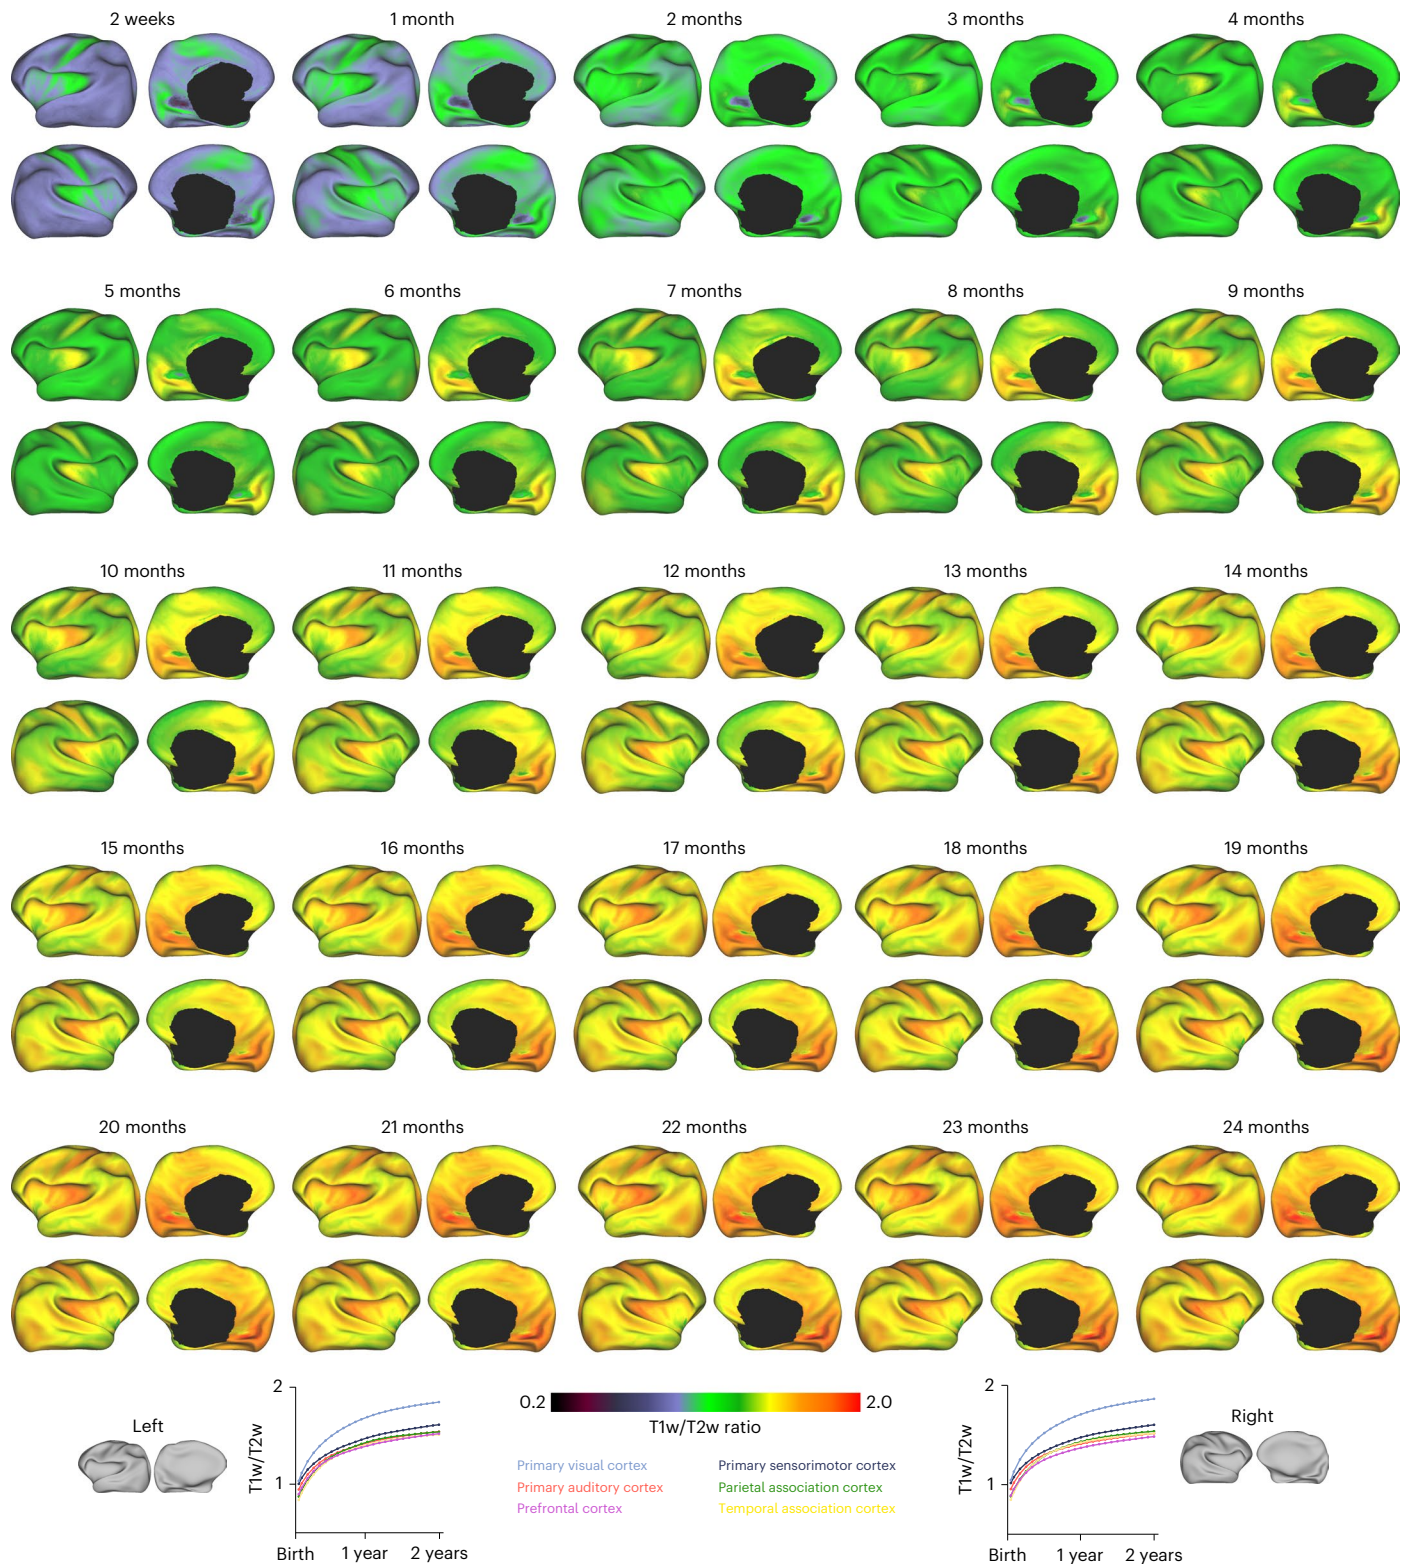 2 weeks
1 month
2 months
3 months
4 months
5 months
6 months
7 months
8 months
9 months
10 months
11 months
12 months
13 months
14 months
15 months
16 months
17 months
18 months
19 months
20 months
21 months
22 months
23 months
24 months
Left
2
1
T1w/T2w
Birth
1 year
2 years
0.2
2.0
T1w/T2w ratio
Primary visual cortex
Primary sensorimotor cortex
Primary auditory cortex
Parietal association cortex
Prefrontal cortex
Temporal association cortex
2
1
T1w/T2w
Birth
1 year
2 years
Right